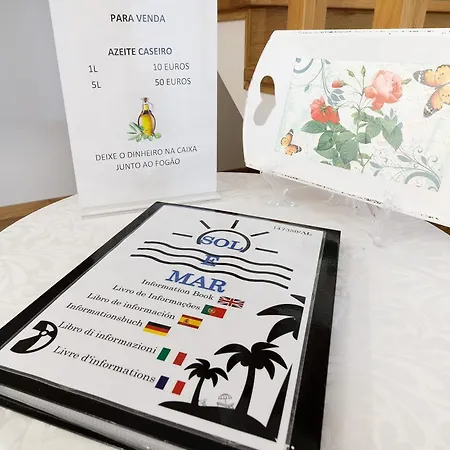 PARA VENDA
AZEITE CASEIRO
1L 10 EUROS
5L 50 EUROS
DEIXE O DINHEIRO NA CAIXA
JUNTO AO FOGÃO
SOL
E
MAR
Information Book
Livro de Informações
Libro de información
Informationsbuch
Libro di informazioni
Livre d'informations